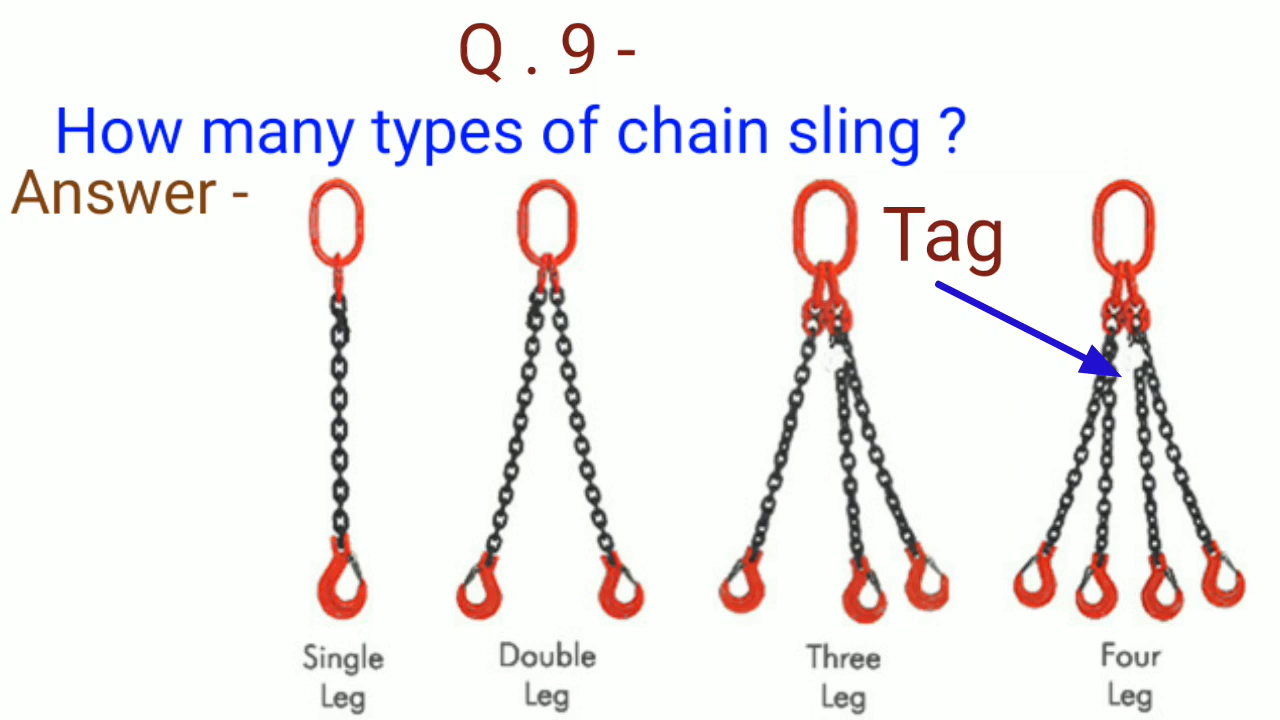 Q . 9 -
How many types of chain sling ?
Answer -
Tag
Single
Leg
Double
Leg
Three
Leg
Four
Leg